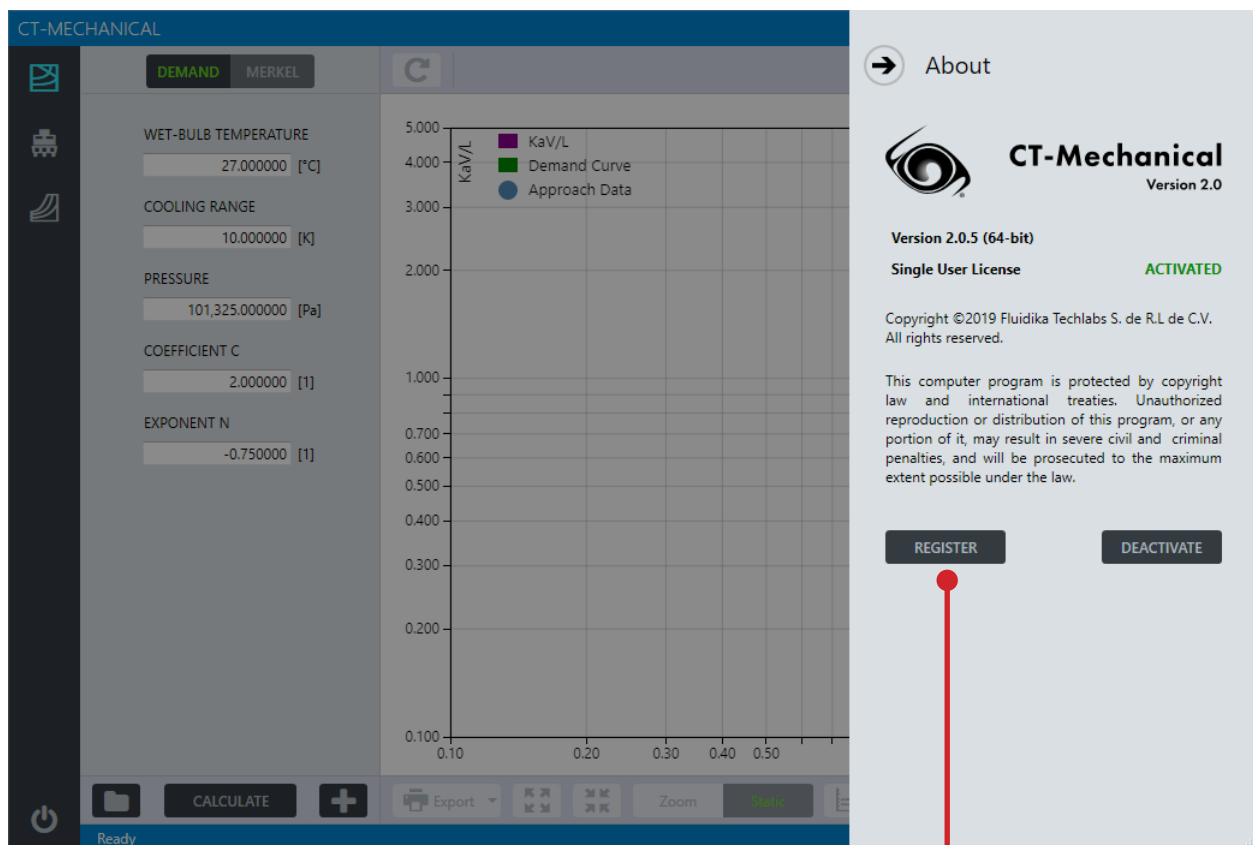 CT-MECHANICAL
DEMAND MERKEL
WET-BULB TEMPERATURE
27.000000 [°C]
COOLING RANGE
10.000000 [K]
PRESSURE
101,325.000000 [Pa]
COEFFICIENT C
2.000000 [1]
EXPONENT N
-0.750000 [1]
CALCULATE
Ready
KaV/L
KaV/L
Demand Curve
Approach Data
5.000
4.000
3.000
2.000
1.000
0.700
0.600
0.500
0.400
0.300
0.200
0.100
0.10 0.20 0.30 0.40 0.50
Export Zoom Static
About
CT-Mechanical
Version 2.0
Version 2.0.5 (64-bit)
Single User License ACTIVATED
Copyright ©2019 Fluidika Techlabs S. de R.L de C.V.
All rights reserved.
This computer program is protected by copyright
law and international treaties. Unauthorized
reproduction or distribution of this program, or any
portion of it, may result in severe civil and criminal
penalties, and will be prosecuted to the maximum
extent possible under the law.
REGISTER DEACTIVATE